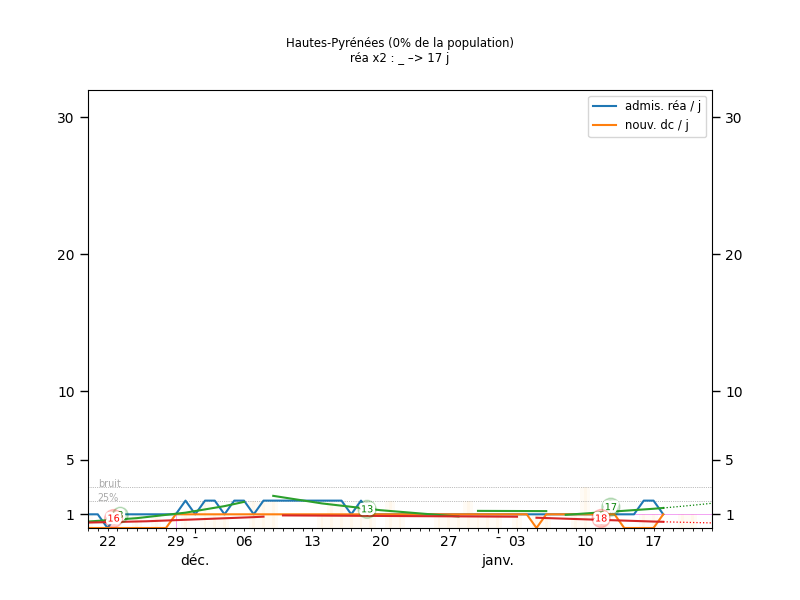 Hautes-Pyrénées (0% de la population)
réa x2 : _ –> 17 j
admis. réa / j
nouv. dc / j
30 30
20 20
10 10
5 5
bruit
25%
1 1
16 13 17 18
22 29 - 06 13 20 27 - 03 10 17
déc. janv.